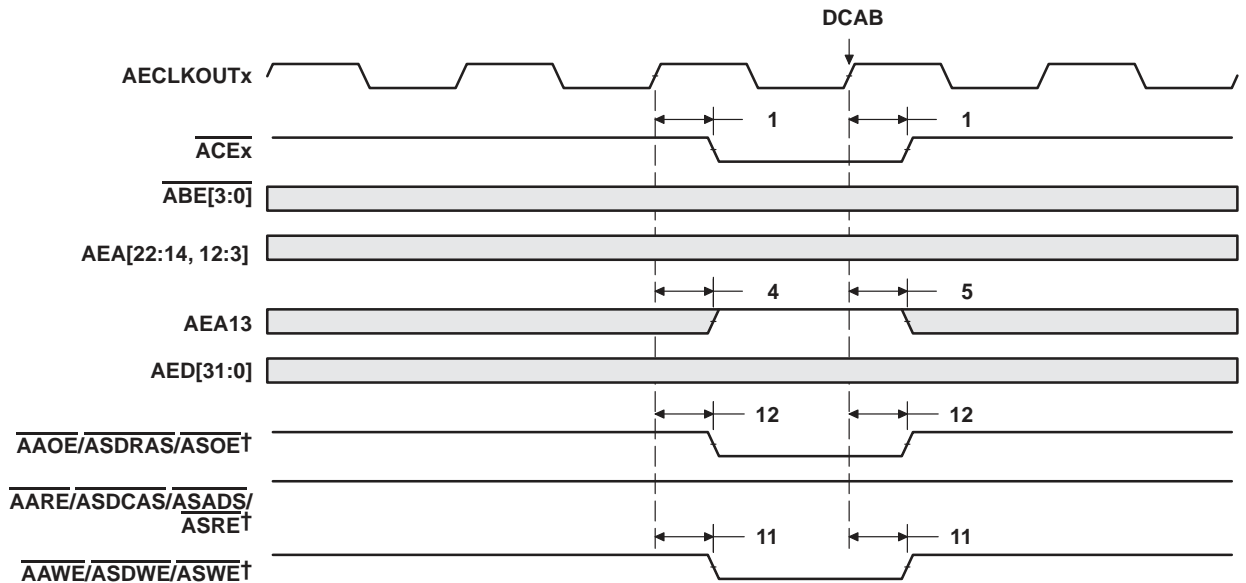 DCAB
AECLKOUTx
1 1
ACEx
ABE[3:0]
AEA[22:14, 12:3]
4 5
AEA13
AED[31:0]
12 12
AAOE/ASDRAS/ASOE†
AARE/ASDCAS/ASADS/
ASRE†
11 11
AAWE/ASDWE/ASWE†